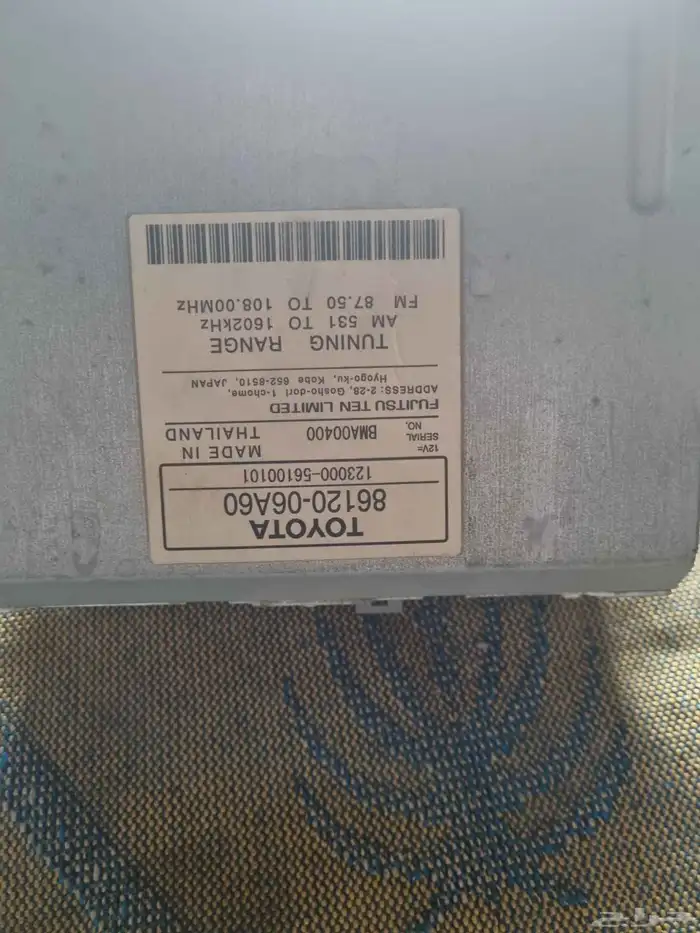 TOYOTA
86120-06A60
123000-56100101
12V⎓
SERIAL NO.
BMA00400
MADE IN THAILAND
FUJITSU TEN LIMITED
ADDRESS: 2-28, Gosho-dori 1-chome,
Hyogo-ku, Kobe 652-8510, JAPAN
TUNING RANGE
AM 531 TO 1602kHz
FM 87.50 TO 108.00MHz